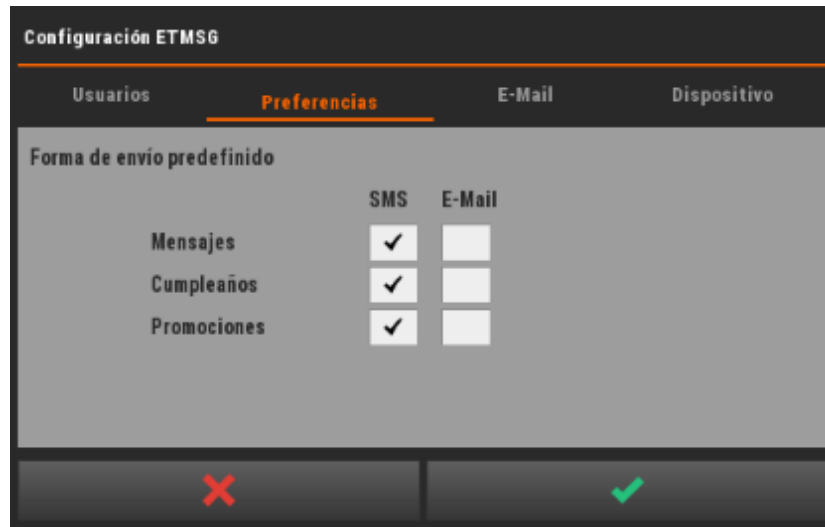 Configuración ETMSG
Usuarios Preferencias E-Mail Dispositivo
Forma de envío predefinido
SMS E-Mail
Mensajes
Cumpleaños
Promociones